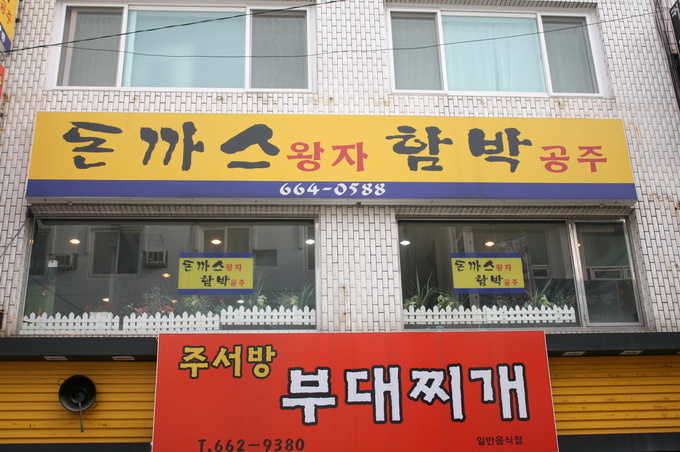 돈까스왕자 함박공주
664-0588
돈까스왕자
함박공주
돈까스왕자
함박공주
주서방
부대찌개
T.662-9380
일반음식점